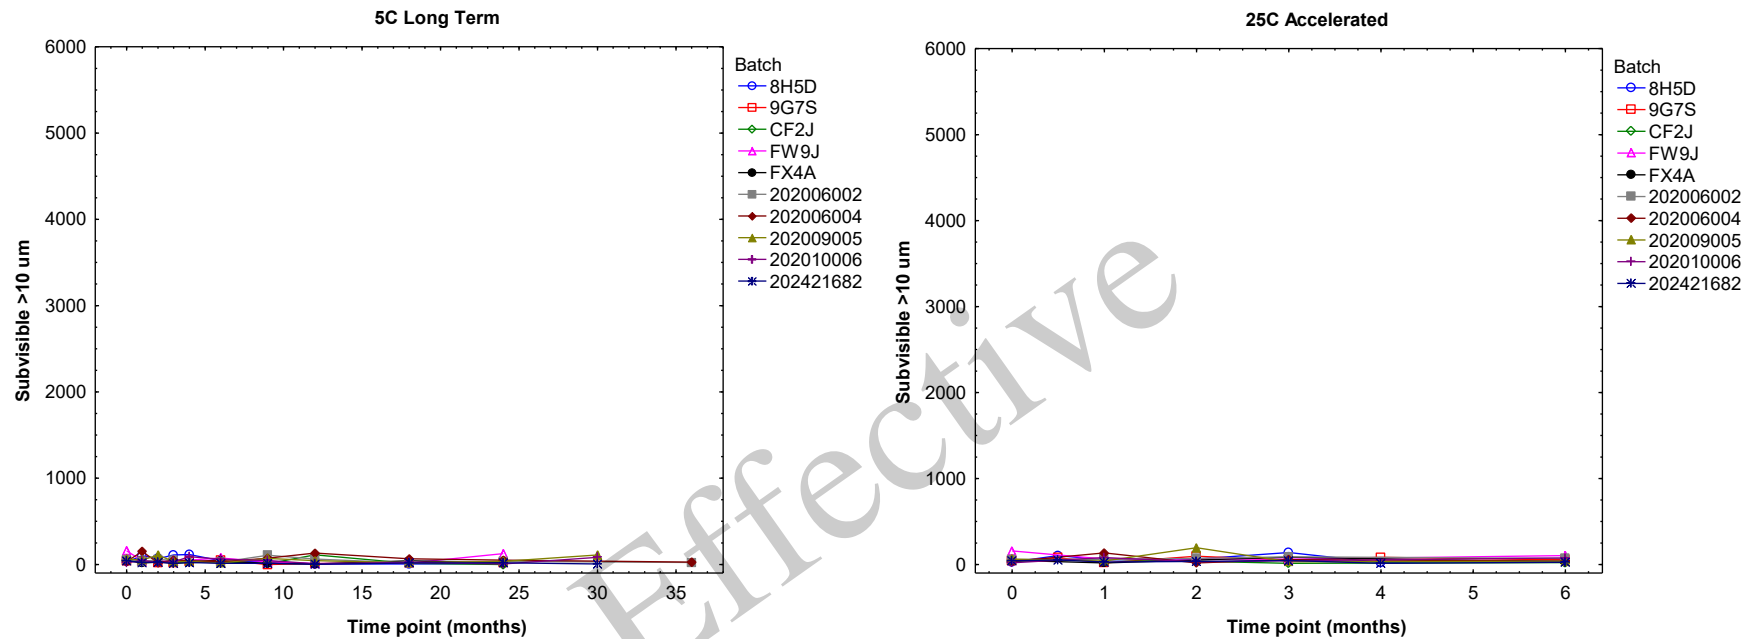 5C Long Term
6000
5000
4000
3000
2000
1000
0
Subvisible >10 um
0 5 10 15 20 25 30 35
Time point (months)
Batch
8H5D
9G7S
CF2J
FW9J
FX4A
202006002
202006004
202009005
202010006
202421682
25C Accelerated
6000
5000
4000
3000
2000
1000
0
Subvisible >10 um
0 1 2 3 4 5 6
Time point (months)
Batch
8H5D
9G7S
CF2J
FW9J
FX4A
202006002
202006004
202009005
202010006
202421682
Effective